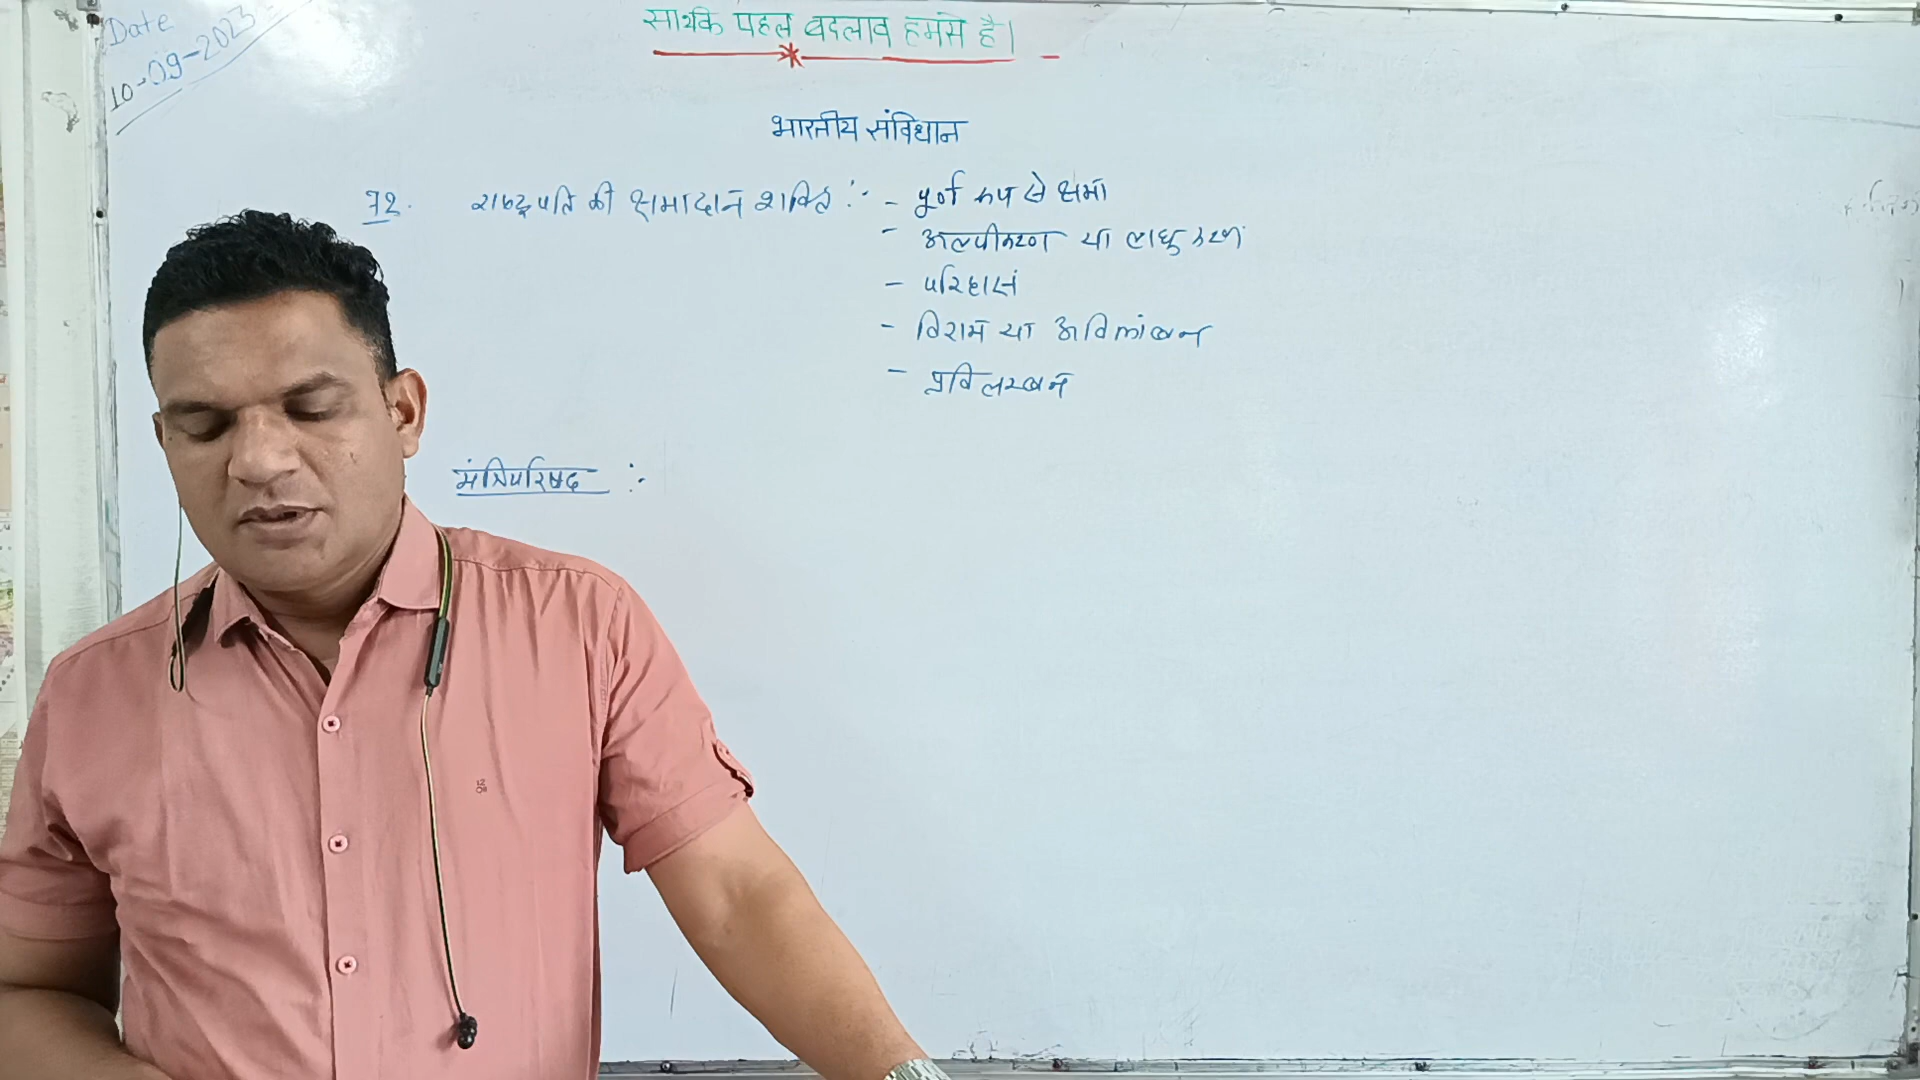 Date
10-09-2023
सार्थक पहल बदलाव हमसे है।
भारतीय संविधान
72. राष्ट्रपति की क्षमादान शक्ति :- - पूर्ण रूप से क्षमा
- अल्पीकरण या लघुकरण
- परिहास
- विराम या अविलंबन
- प्रविलम्बन
मंत्रिपरिषद :-